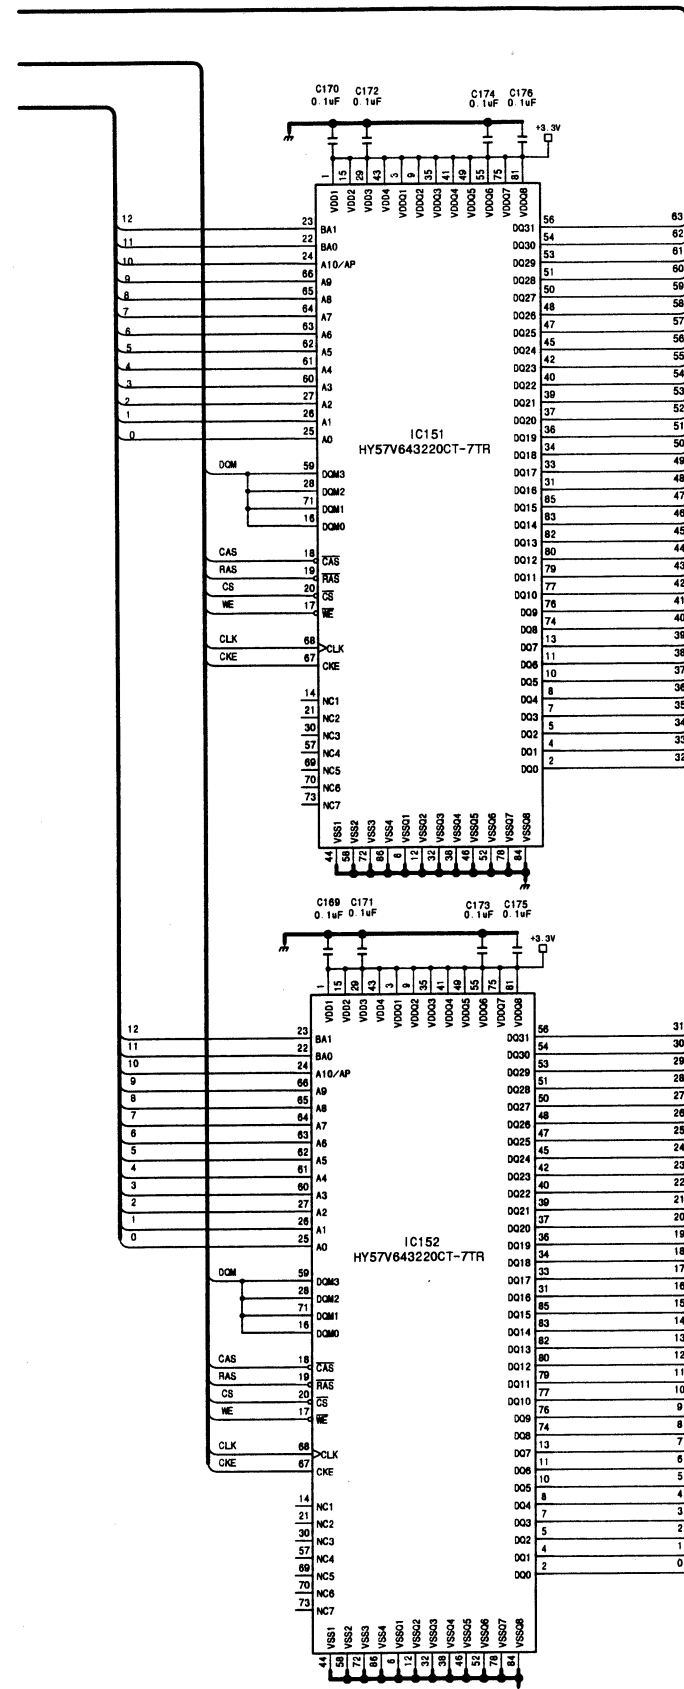 C170 C172 C174 C176
0.1uF 0.1uF 0.1uF 0.1uF
+3.3V
1 15 29 43 3 9 35 41 49 55 75 81
VDD1 VDD2 VDD3 VDD4 VDDQ1 VDDQ2 VDDQ3 VDDQ4 VDDQ5 VDDQ6 VDDQ7 VDDQ8
12 23 BA1 DQ31 56 63
11 22 BA0 DQ30 54 62
10 24 A10/AP DQ29 53 61
9 66 A9 DQ28 51 60
8 65 A8 DQ27 50 59
7 64 A7 DQ26 48 58
6 63 A6 DQ25 47 57
5 62 A5 DQ24 45 56
4 61 A4 DQ23 42 55
3 60 A3 DQ22 40 54
2 27 A2 DQ21 39 53
1 26 A1 DQ20 37 52
0 25 A0 DQ19 36 51
IC151
HY57V643220CT-7TR
DQ18 34 50
DQM 59 DQM3 DQ17 33 49
28 DQM2 DQ16 31 48
71 DQM1 DQ15 85 47
16 DQM0 DQ14 83 46
DQ13 82 45
CAS 18 CAS DQ12 80 44
RAS 19 RAS DQ11 79 43
CS 20 CS DQ10 77 42
WE 17 WE DQ9 76 41
DQ8 74 40
CLK 68 CLK DQ7 13 39
CKE 67 CKE DQ6 11 38
DQ5 10 37
14 NC1 DQ4 8 36
21 NC2 DQ3 7 35
30 NC3 DQ2 5 34
57 NC4 DQ1 4 33
69 NC5 DQ0 2 32
70 NC6
73 NC7
VSS1 VSS2 VSS3 VSS4 VSSQ1 VSSQ2 VSSQ3 VSSQ4 VSSQ5 VSSQ6 VSSQ7 VSSQ8
44 58 72 86 6 12 32 38 46 52 78 84
C169 C171 C173 C175
0.1uF 0.1uF 0.1uF 0.1uF
+3.3V
1 15 29 43 3 9 35 41 49 55 75 81
VDD1 VDD2 VDD3 VDD4 VDDQ1 VDDQ2 VDDQ3 VDDQ4 VDDQ5 VDDQ6 VDDQ7 VDDQ8
12 23 BA1 DQ31 56 31
11 22 BA0 DQ30 54 30
10 24 A10/AP DQ29 53 29
9 66 A9 DQ28 51 28
8 65 A8 DQ27 50 27
7 64 A7 DQ26 48 26
6 63 A6 DQ25 47 25
5 62 A5 DQ24 45 24
4 61 A4 DQ23 42 23
3 60 A3 DQ22 40 22
2 27 A2 DQ21 39 21
1 26 A1 DQ20 37 20
0 25 A0 DQ19 36 19
IC152
HY57V643220CT-7TR
DQ18 34 18
DQM 59 DQM3 DQ17 33 17
28 DQM2 DQ16 31 16
71 DQM1 DQ15 85 15
16 DQM0 DQ14 83 14
DQ13 82 13
CAS 18 CAS DQ12 80 12
RAS 19 RAS DQ11 79 11
CS 20 CS DQ10 77 10
WE 17 WE DQ9 76 9
DQ8 74 8
CLK 68 CLK DQ7 13 7
CKE 67 CKE DQ6 11 6
DQ5 10 5
14 NC1 DQ4 8 4
21 NC2 DQ3 7 3
30 NC3 DQ2 5 2
57 NC4 DQ1 4 1
69 NC5 DQ0 2 0
70 NC6
73 NC7
VSS1 VSS2 VSS3 VSS4 VSSQ1 VSSQ2 VSSQ3 VSSQ4 VSSQ5 VSSQ6 VSSQ7 VSSQ8
44 58 72 86 6 12 32 38 46 52 78 84